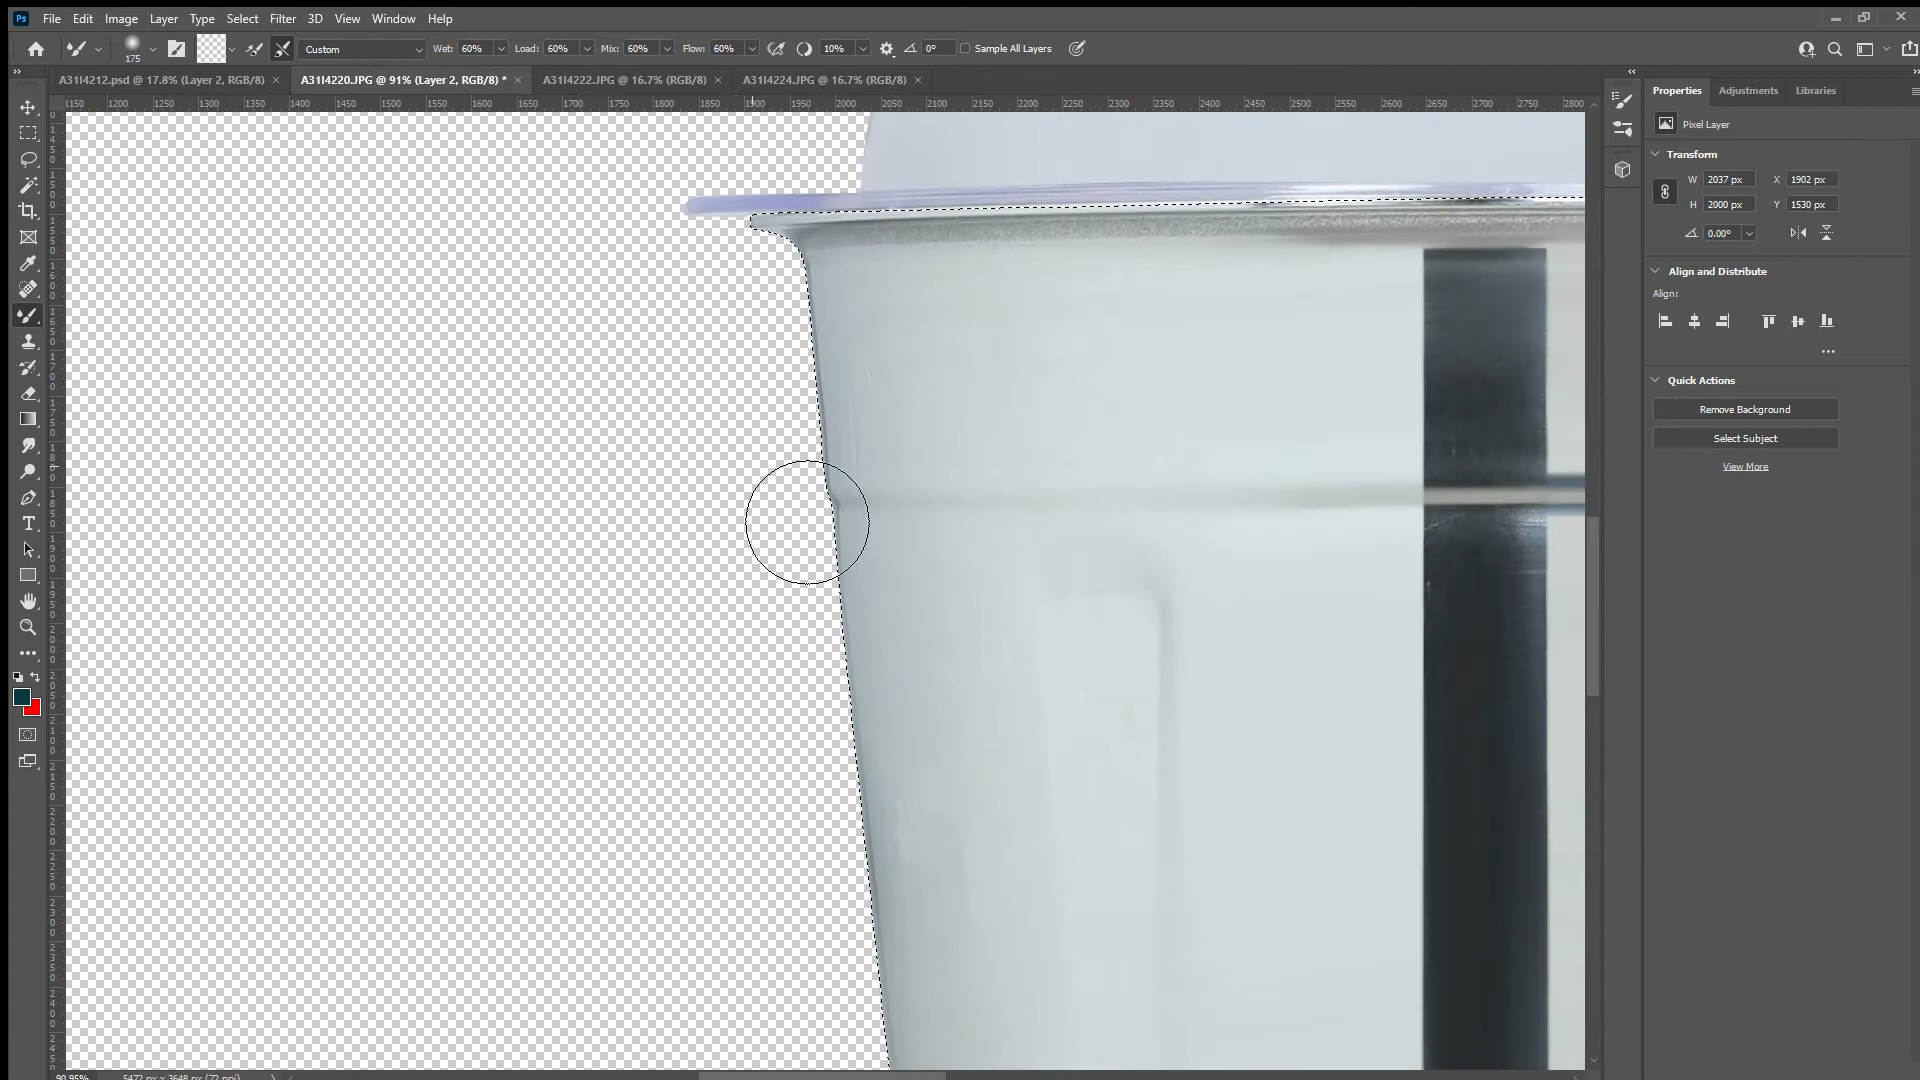 Ps File Edit Image Layer Type Select Filter 3D View Window Help
175 Custom Wet: 60% Load: 60% Mix: 60% Flow: 60% 10% 0° Sample All Layers
A31I4212.psd @ 17.8% (Layer 2, RGB/8) × A31I4220.JPG @ 91% (Layer 2, RGB/8) * × A31I4222.JPG @ 16.7% (RGB/8) × A31I4224.JPG @ 16.7% (RGB/8) ×
1150 1200 1250 1300 1350 1400 1450 1500 1550 1600 1650 1700 1750 1800 1850 1900 1950 2000 2050 2100 2150 2200 2250 2300 2350 2400 2450 2500 2550 2600 2650 2700 2750 2800
Properties Adjustments Libraries
Pixel Layer
Transform
W 2037 px X 1902 px
H 2000 px Y 1530 px
0.00°
Align and Distribute
Align:
Quick Actions
Remove Background
Select Subject
View More
T
90.95% 5472 px x 3648 px (72 ppi)